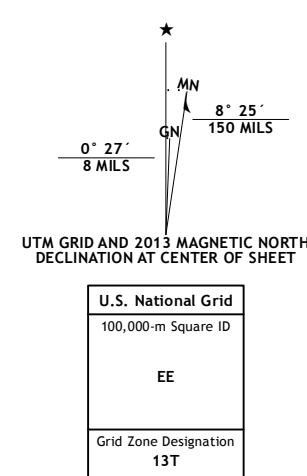 ★
MN
GN
8° 25´
150 MILS
0° 27´
8 MILS
UTM GRID AND 2013 MAGNETIC NORTH
DECLINATION AT CENTER OF SHEET
U.S. National Grid
100,000-m Square ID
EE
Grid Zone Designation
13T